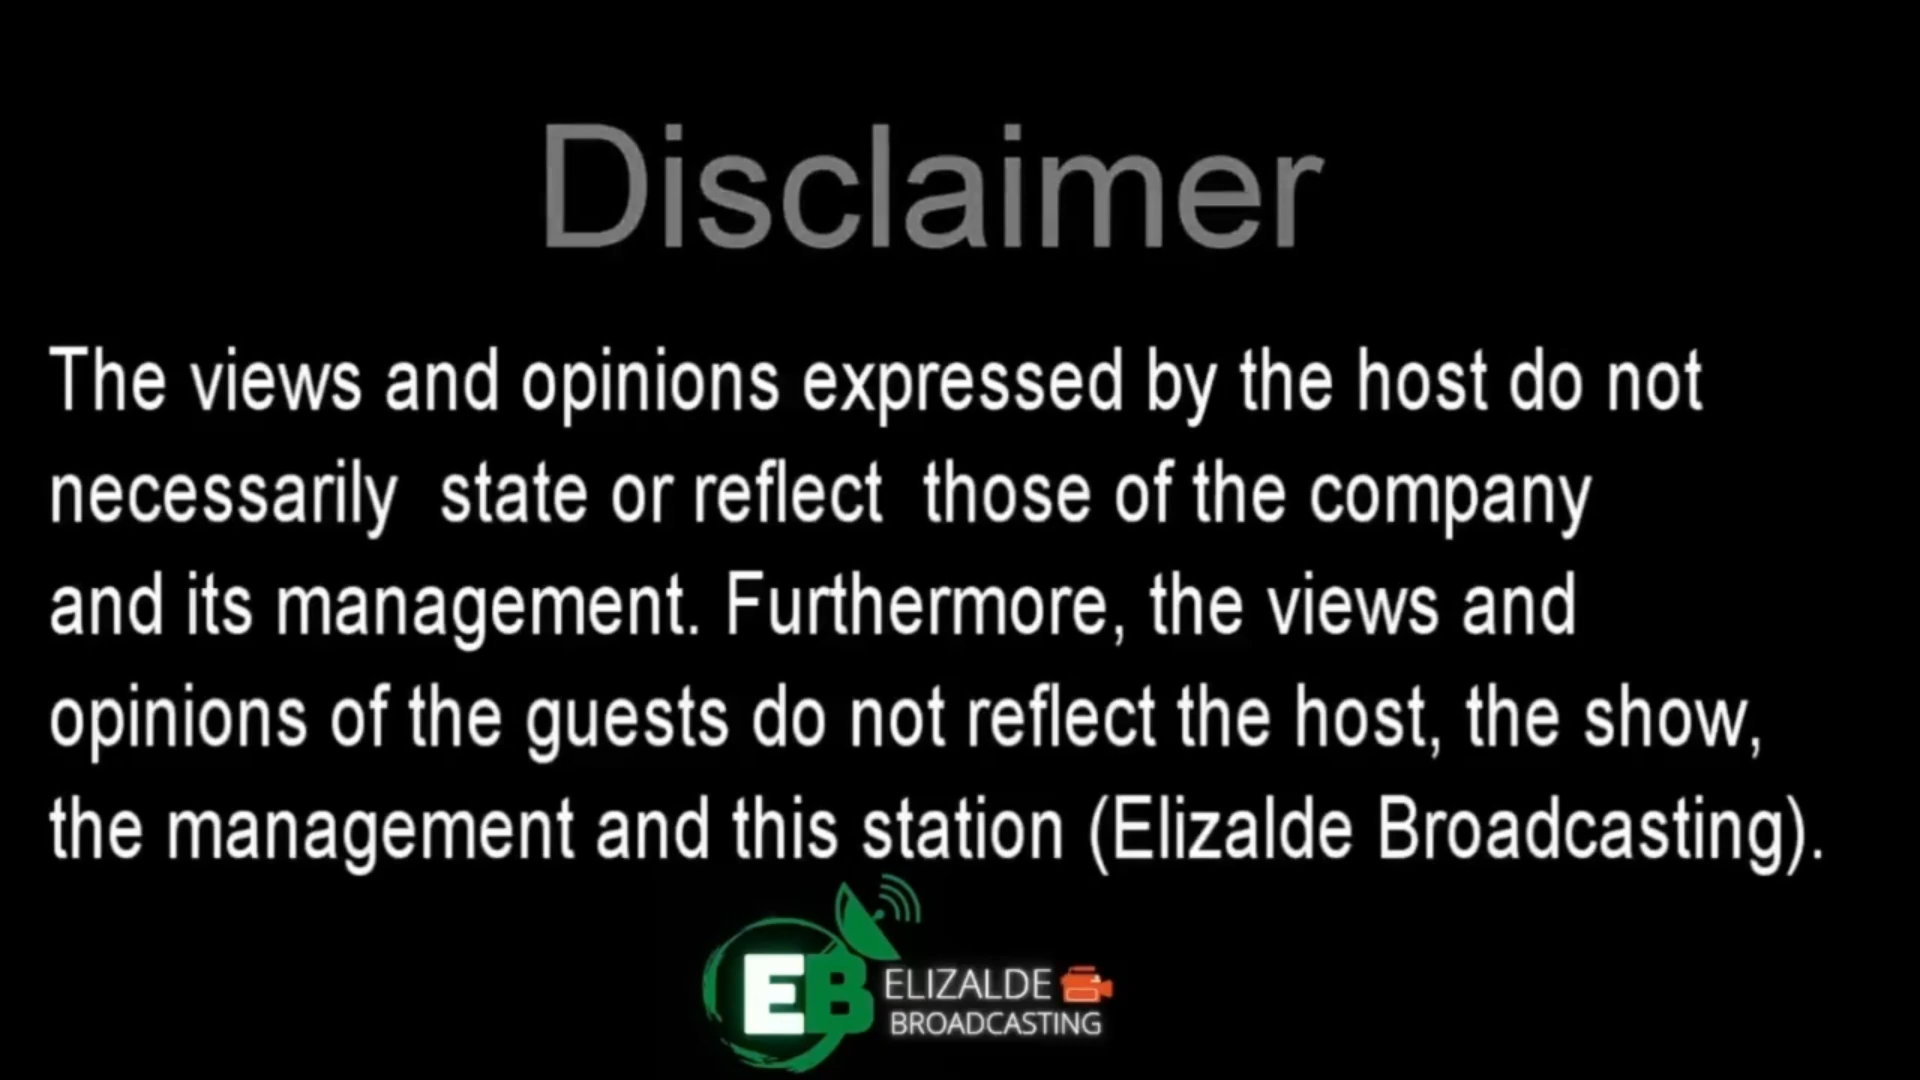 Disclaimer
The views and opinions expressed by the host do not
necessarily state or reflect those of the company
and its management. Furthermore, the views and
opinions of the guests do not reflect the host, the show,
the management and this station (Elizalde Broadcasting).
EB
ELIZALDE
BROADCASTING